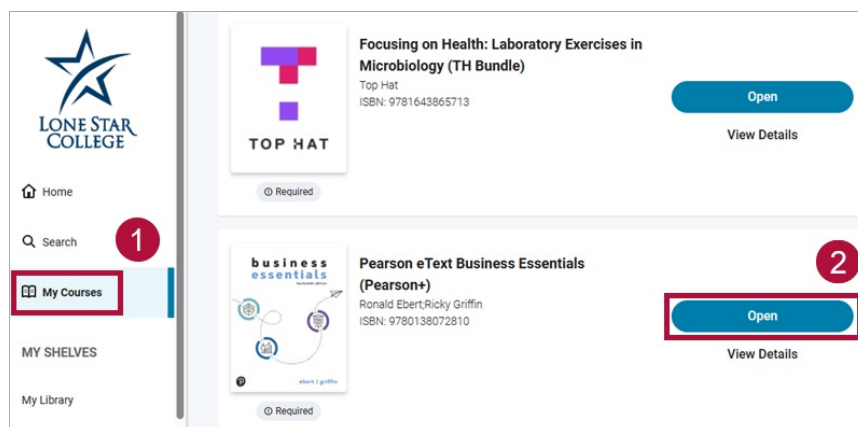 LONE STAR
COLLEGE
Home
Search
1
My Courses
MY SHELVES
My Library
TOP HAT
Required
Focusing on Health: Laboratory Exercises in
Microbiology (TH Bundle)
Top Hat
ISBN: 9781643865713
Open
View Details
business
essentials
ebert | griffin
Required
Pearson eText Business Essentials
(Pearson+)
Ronald Ebert;Ricky Griffin
ISBN: 9780138072810
2
Open
View Details